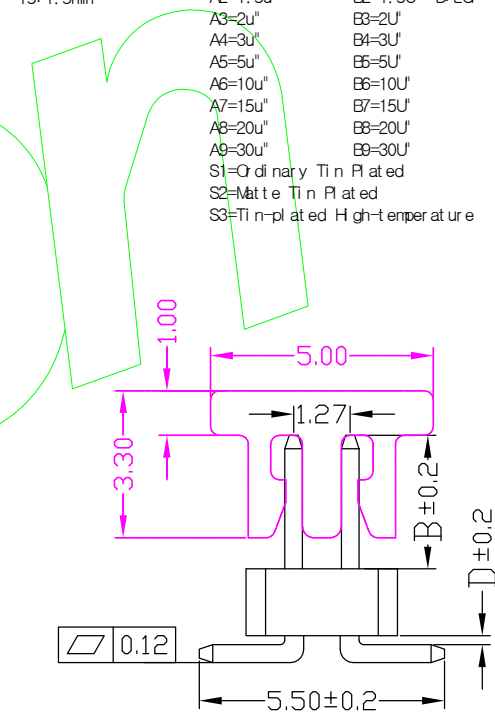 A3=2u" B3=2U"
A4=3u" B4=3U"
A5=5u" B5=5U"
A6=10u" B6=10U"
A7=15u" B7=15U"
A8=20u" B8=20U"
A9=30u" B9=30U"
S1=Ordinary Tin Plated
S2=Matte Tin Plated
S3=Tin-plated High-temperature
1.00
5.00
1.27
3.30
B±0.2
D±0.2
0.12
5.50±0.2